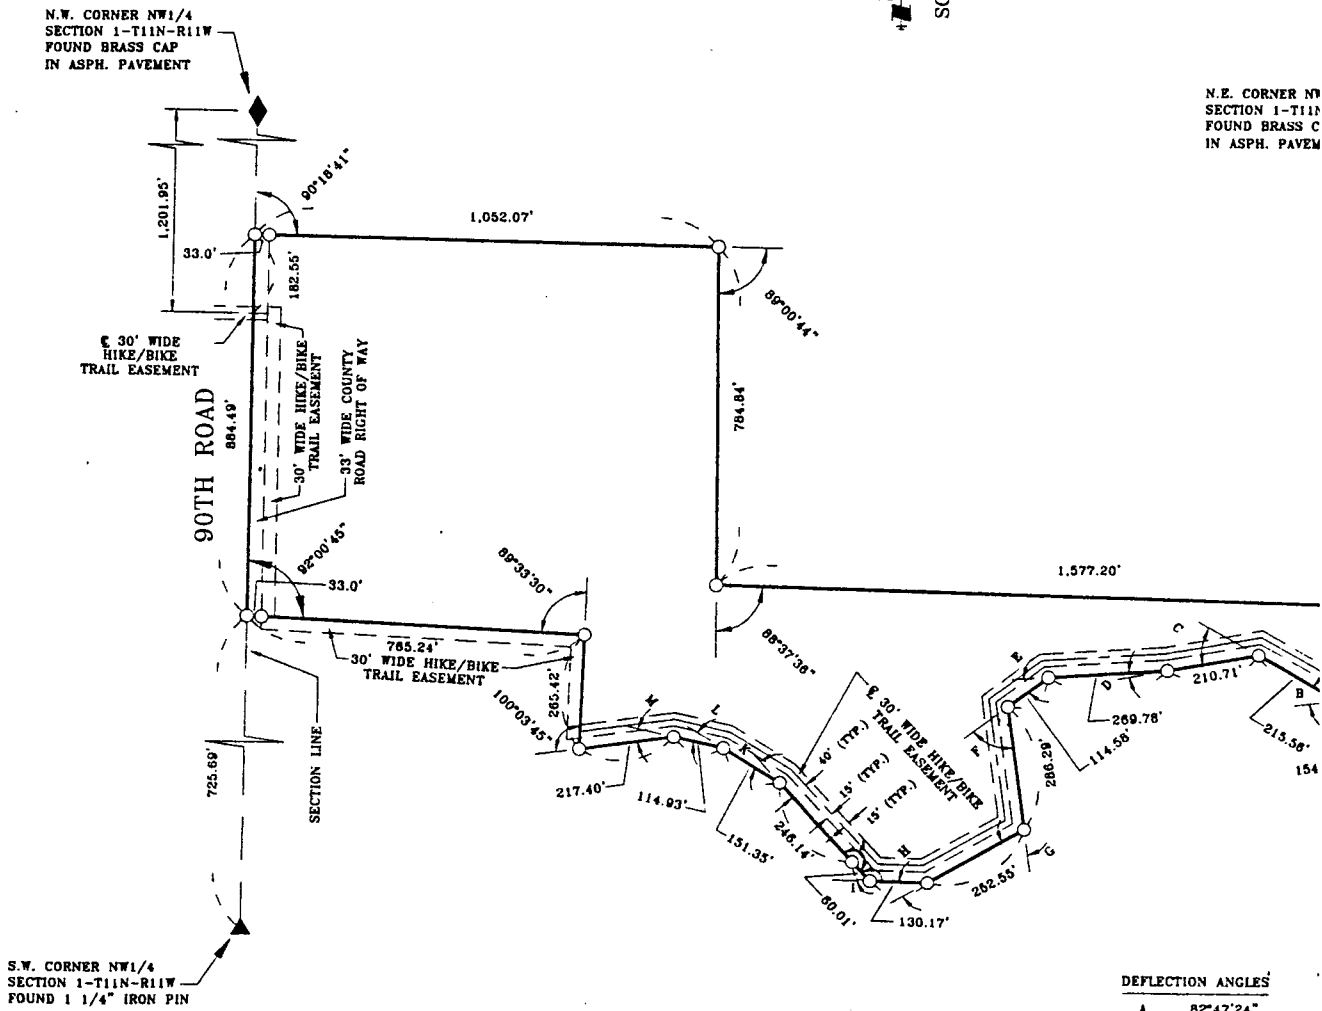 N.W. CORNER NW1/4
SECTION 1-T11N-R11W
FOUND BRASS CAP
IN ASPH. PAVEMENT
N.E. CORNER NW
SECTION 1-T11N
FOUND BRASS C
IN ASPH. PAVEM
SO
1,201.95'
90°18'41"
1,052.07'
33.0'
182.55'
89°00'44"
℄ 30' WIDE
HIKE/BIKE
TRAIL EASEMENT
90TH ROAD
884.49'
30' WIDE HIKE/BIKE
TRAIL EASEMENT
33' WIDE COUNTY
ROAD RIGHT OF WAY
784.84'
92°00'45"
33.0'
89°33'30"
1,577.20'
88°37'36"
765.24'
30' WIDE HIKE/BIKE
TRAIL EASEMENT
265.42'
100°03'45"
725.69'
SECTION LINE
217.40'
M
L
114.93'
K
151.35'
246.14'
40' (TYP.)
15' (TYP.)
15' (TYP.)
℄ 30' WIDE HIKE/BIKE
TRAIL EASEMENT
I
60.01'
H
130.17'
262.55'
G
F
286.29'
E
114.58'
D
269.78'
C
210.71'
B
215.56'
154
S.W. CORNER NW1/4
SECTION 1-T11N-R11W
FOUND 1 1/4" IRON PIN
DEFLECTION ANGLES
A 82°47'24"